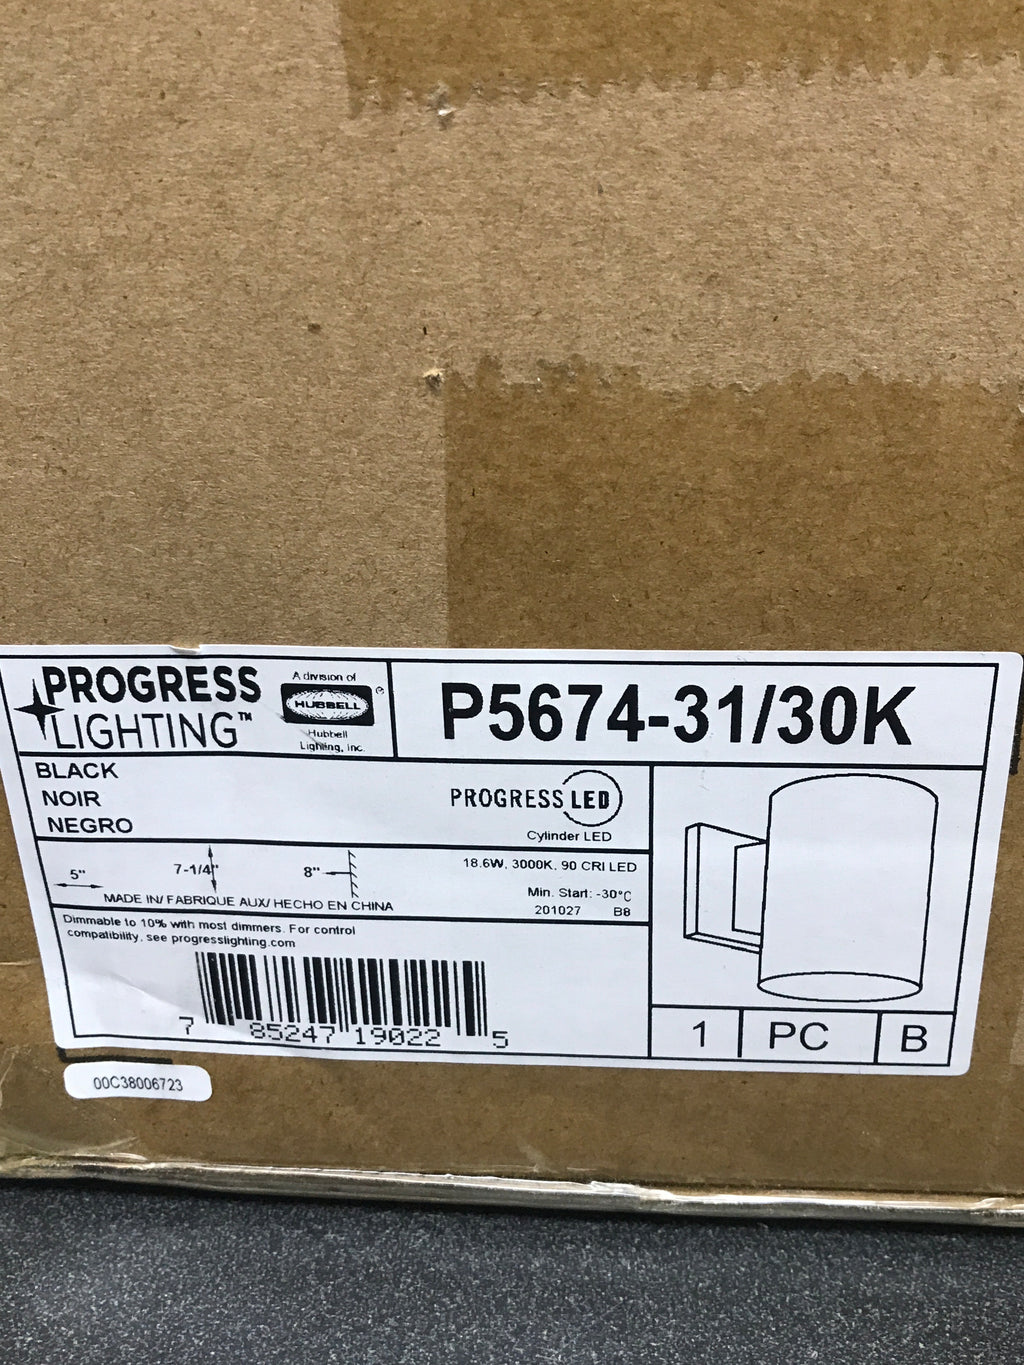 PROGRESS
LIGHTING™
A division of
HUBBELL
®
Hubbell
Lighting, Inc.
P5674-31/30K
BLACK
NOIR
NEGRO
PROGRESS LED
Cylinder LED
5"
7-1/4"
8"
MADE IN/ FABRIQUE AUX/ HECHO EN CHINA
18.6W, 3000K, 90 CRI LED
Min. Start: -30°C
201027 B8
Dimmable to 10% with most dimmers. For control
compatibility, see progresslighting.com
7 85247 19022 5
1 PC B
00C38006723